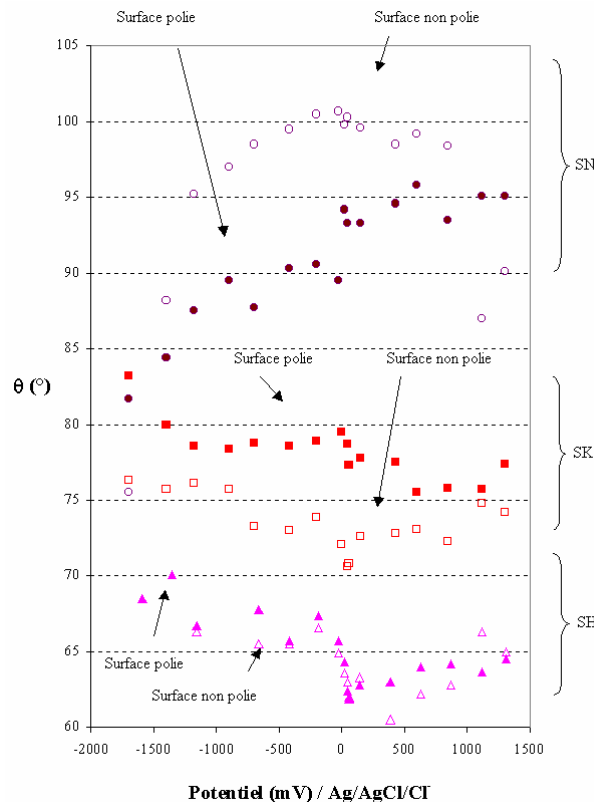 Surface polie
Surface non polie
105
100
95
90
85
80
75
70
65
60
θ (°)
SN
Surface polie
Surface non polie
SK
SH
Surface polie
Surface non polie
-2000 -1500 -1000 -500 0 500 1000 1500
Potentiel (mV) / Ag/AgCl/Cl